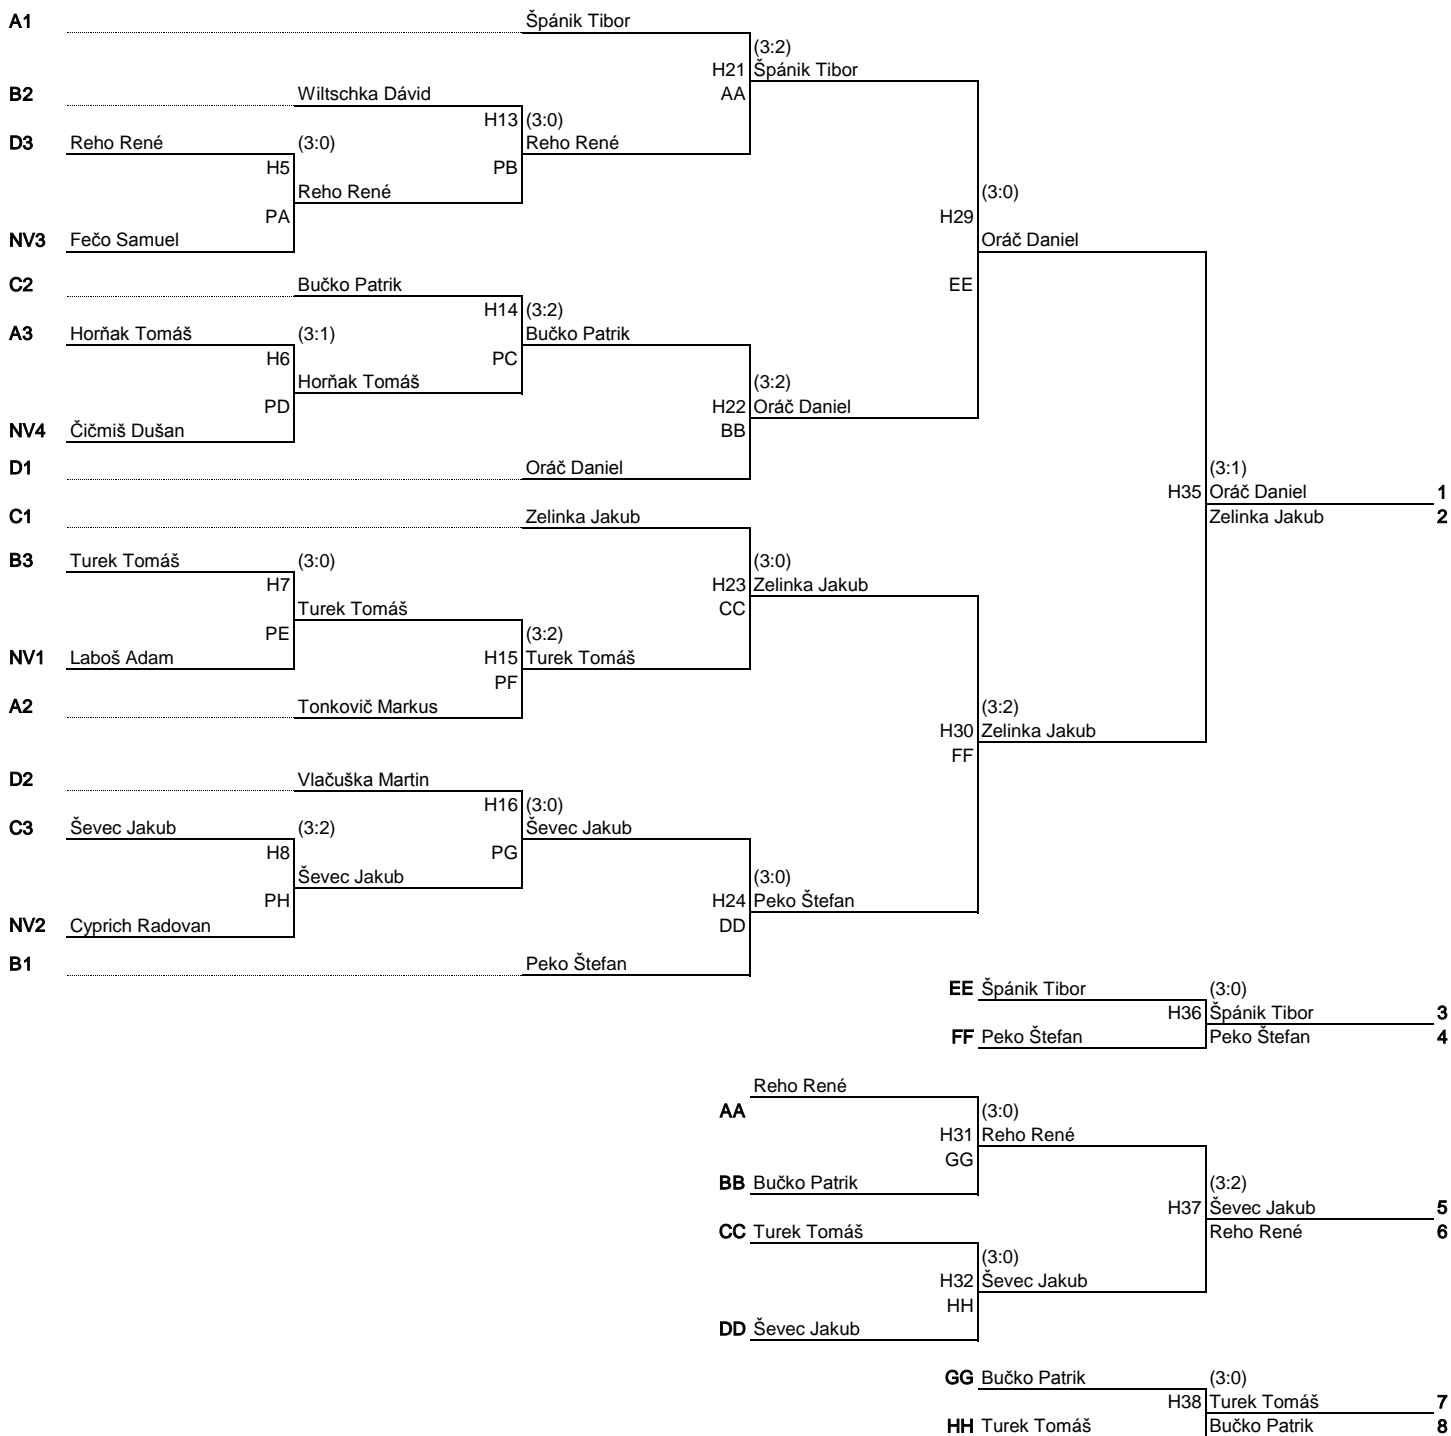 A1 Špánik Tibor
(3:2)
H21 Špánik Tibor
B2 Wiltschka Dávid AA
H13 (3:0)
D3 Reho René (3:0) Reho René
H5 PB
Reho René (3:0)
PA H29
NV3 Fečo Samuel Oráč Daniel
C2 Bučko Patrik EE
H14 (3:2)
A3 Horňak Tomáš (3:1) Bučko Patrik
H6 PC
Horňak Tomáš (3:2)
PD H22 Oráč Daniel
NV4 Čičmiš Dušan BB
D1 Oráč Daniel (3:1)
H35 Oráč Daniel 1
C1 Zelinka Jakub Zelinka Jakub 2
B3 Turek Tomáš (3:0) (3:0)
H7 H23 Zelinka Jakub
Turek Tomáš CC
PE (3:2)
NV1 Laboš Adam H15 Turek Tomáš
PF
A2 Tonkovič Markus (3:2)
H30 Zelinka Jakub
FF
D2 Vlačuška Martin
H16 (3:0)
C3 Ševec Jakub (3:2) Ševec Jakub
H8 PG
Ševec Jakub (3:0)
PH H24 Peko Štefan
NV2 Cyprich Radovan DD
B1 Peko Štefan
EE Špánik Tibor (3:0)
H36 Špánik Tibor 3
FF Peko Štefan Peko Štefan 4
Reho René
AA (3:0)
H31 Reho René
GG
BB Bučko Patrik (3:2)
H37 Ševec Jakub 5
CC Turek Tomáš Reho René 6
(3:0)
H32 Ševec Jakub
HH
DD Ševec Jakub
GG Bučko Patrik (3:0)
H38 Turek Tomáš 7
HH Turek Tomáš Bučko Patrik 8